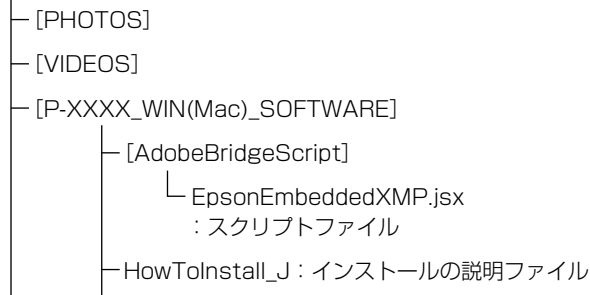 [PHOTOS]
[VIDEOS]
[P-XXXX_WIN(Mac)_SOFTWARE]
[AdobeBridgeScript]
EpsonEmbeddedXMP.jsx
：スクリプトファイル
HowToInstall_J：インストールの説明ファイル